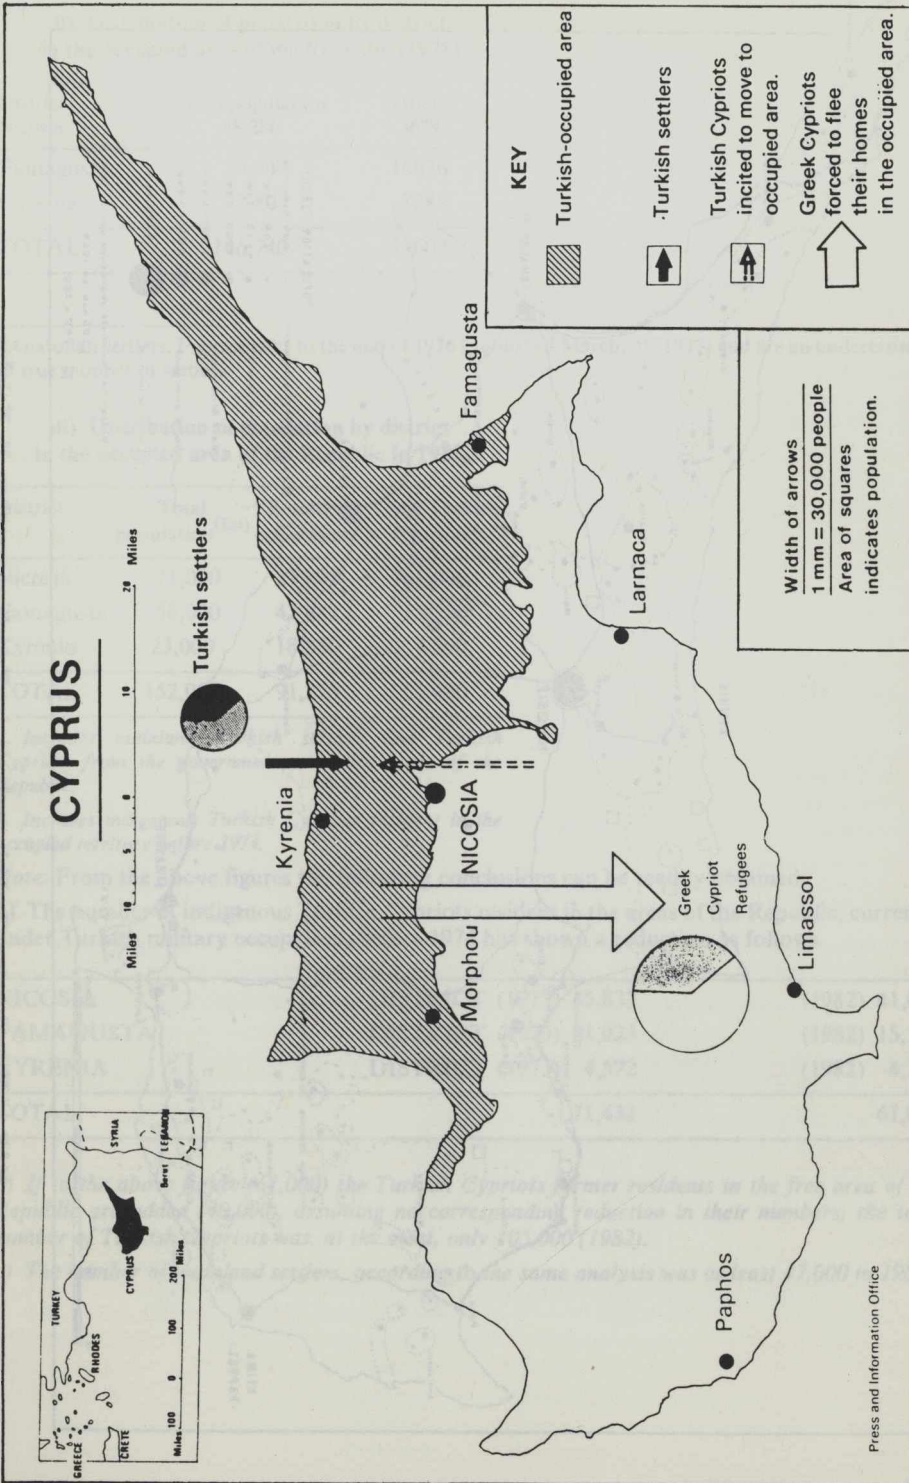 CYPRUS
Miles 10 5 0 10 20 Miles
GREECE
TURKEY
RHODES
CRETE
CYPRUS
SYRIA
LEBANON
Beirut
Miles 100 0 100 200 Miles
Turkish settlers
Kyrenia
Morphou
NICOSIA
Famagusta
Larnaca
Greek
Cypriot
Refugees
Limassol
Paphos
KEY
Turkish-occupied area
Turkish settlers
Turkish Cypriots
incited to move to
occupied area.
Greek Cypriots
forced to flee
their homes
in the occupied area.
Width of arrows
1 mm = 30,000 people
Area of squares
indicates population.
Press and Information Office